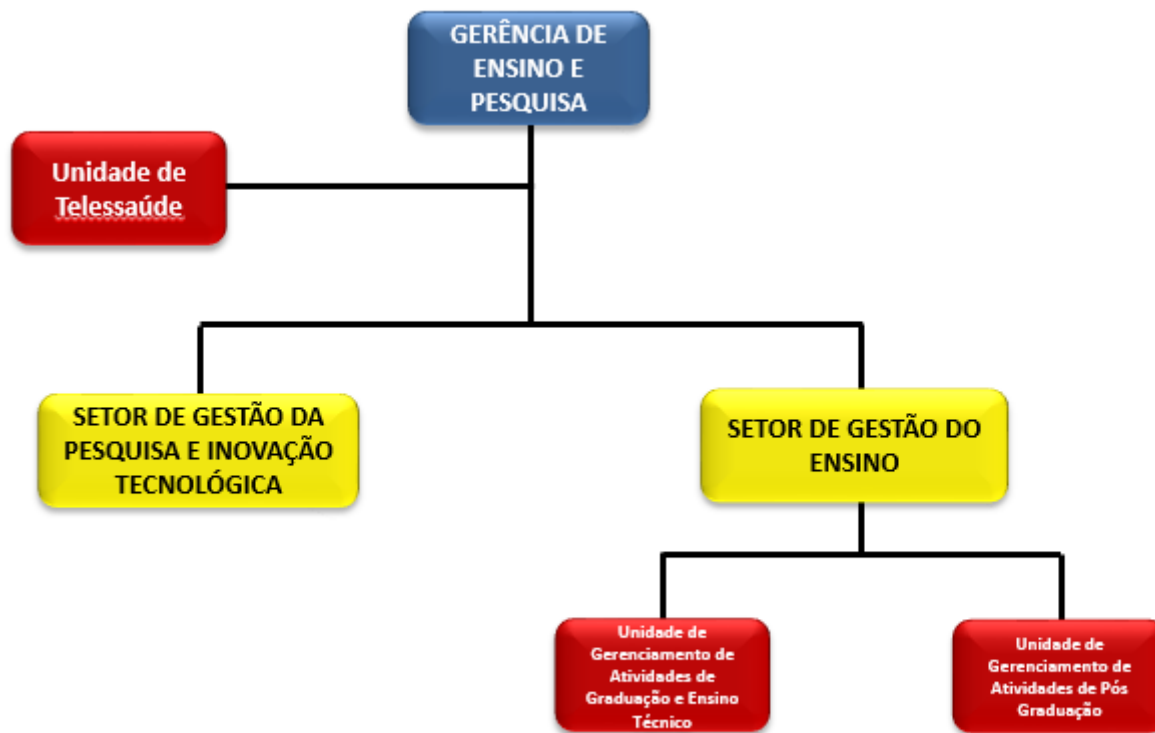 GERÊNCIA DE
ENSINO E
PESQUISA
Unidade de
Telessaúde
SETOR DE GESTÃO DA
PESQUISA E INOVAÇÃO
TECNOLÓGICA
SETOR DE GESTÃO DO
ENSINO
Unidade de
Gerenciamento de
Atividades de
Graduação e Ensino
Técnico
Unidade de
Gerenciamento de
Atividades de Pós
Graduação